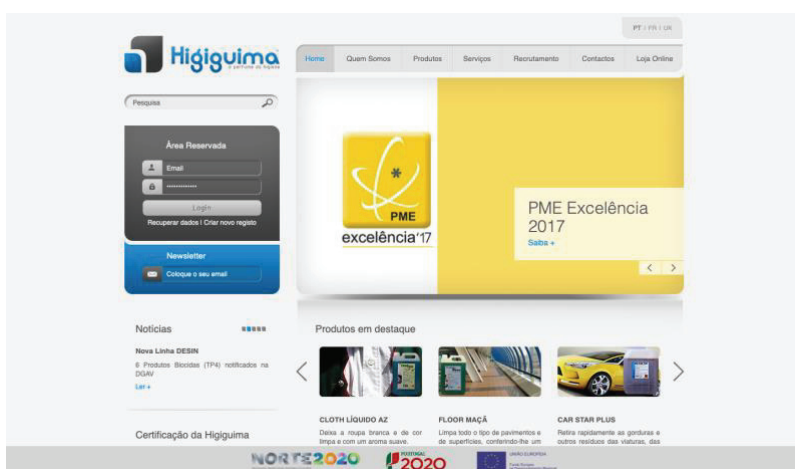 PT / FR / UK
Higiguima
o perfume da higiene
Home
Quem Somos
Produtos
Serviços
Recrutamento
Contactos
Loja Online
Pesquisa
Área Reservada
Email
Login
Recuperar dados | Criar novo registo
Newsletter
Coloque o seu email
PME
excelência'17
PME Excelência
2017
Saiba +
Notícias
Nova Linha DESIN
6 Produtos Biocidas (TP4) notificados na
DGAV
Ler +
Certificação da Higiguima
Produtos em destaque
CLOTH LÍQUIDO AZ
Deixa a roupa branca e de cor
limpa e com um aroma suave.
FLOOR MAÇÃ
Limpa todo o tipo de pavimentos e
de superfícies, conferindo-lhe um
CAR STAR PLUS
Retira rapidamente as gorduras e
outros resíduos das viaturas, das
NORTE2020
PORTUGAL
2020
UNIÃO EUROPEIA